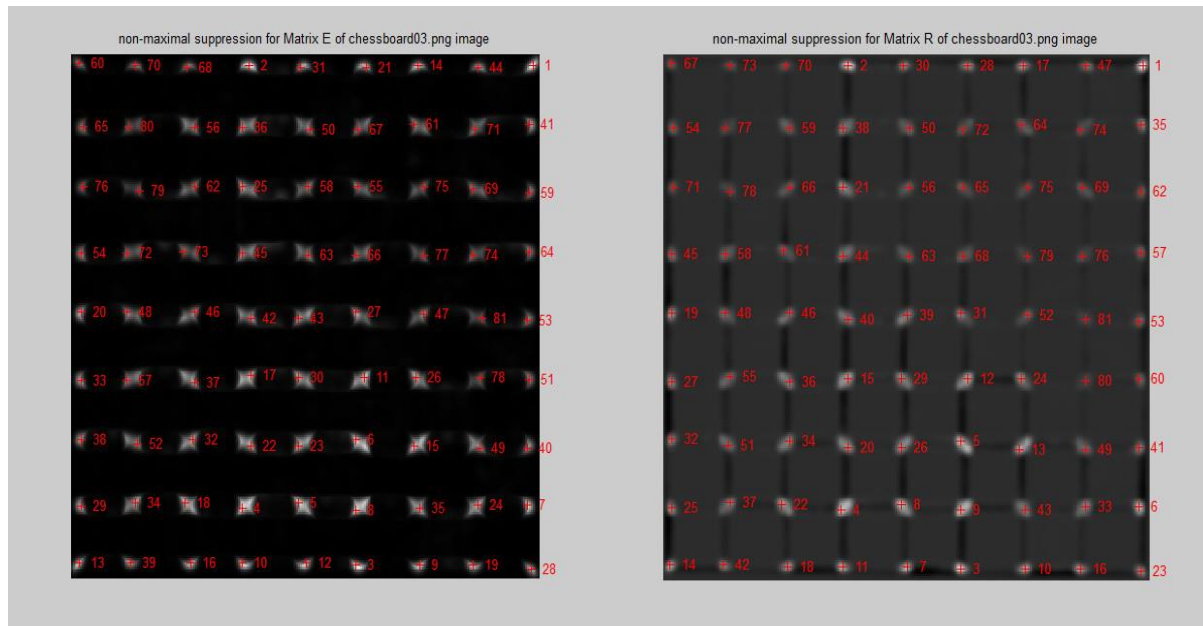 non-maximal suppression for Matrix E of chessboard03.png image
60 70 68 2 31 21 14 44 1
65 80 56 36 50 67 61 71 41
76 79 62 25 58 55 75 69 59
54 72 73 45 63 66 77 74 64
20 48 46 42 43 27 47 81 53
33 57 37 17 30 11 26 78 51
38 52 32 22 23 6 15 49 40
29 34 18 4 5 8 35 24 7
13 39 16 10 12 3 9 19 28
non-maximal suppression for Matrix R of chessboard03.png image
67 73 70 2 30 28 17 47 1
54 77 59 38 50 72 64 74 35
71 78 66 21 56 65 75 69 62
45 58 61 44 63 68 79 76 57
19 48 46 40 39 31 52 81 53
27 55 36 15 29 12 24 80 60
32 51 34 20 26 5 13 49 41
25 37 22 4 8 9 43 33 6
14 42 18 11 7 3 10 16 23